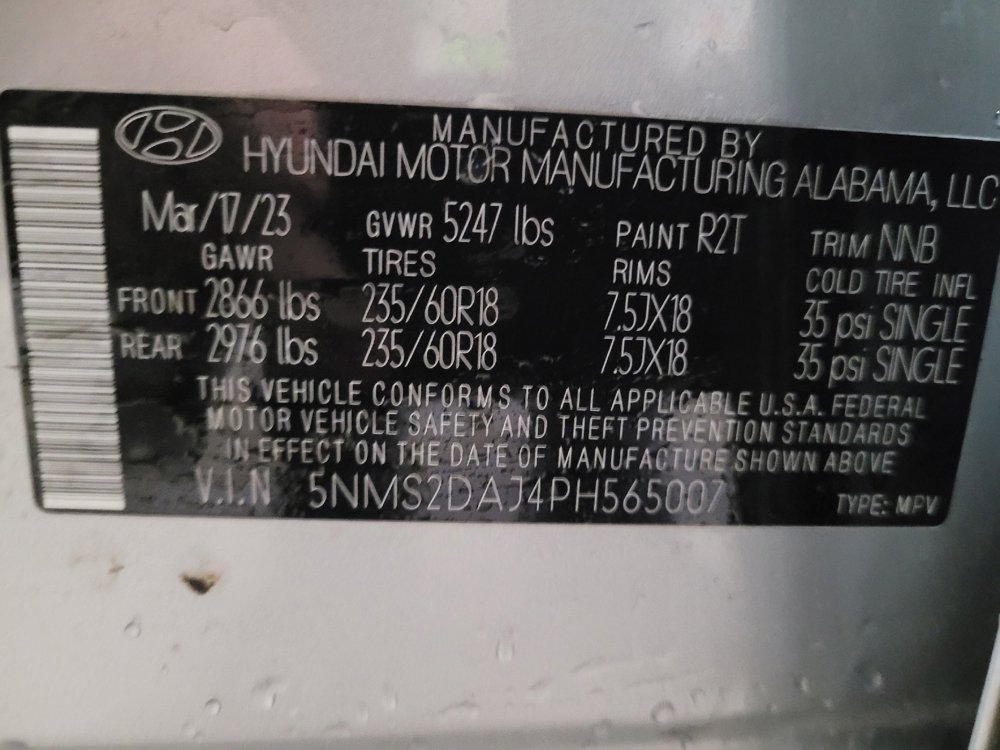 MANUFACTURED BY
HYUNDAI MOTOR MANUFACTURING ALABAMA, LLC
Mar/17/23 GVWR 5247 lbs PAINT R2T TRIM NNB
GAWR TIRES RIMS COLD TIRE INFL
FRONT 2866 lbs 235/60R18 7.5JX18 35 psi SINGLE
REAR 2976 lbs 235/60R18 7.5JX18 35 psi SINGLE
THIS VEHICLE CONFORMS TO ALL APPLICABLE U.S.A. FEDERAL
MOTOR VEHICLE SAFETY AND THEFT PREVENTION STANDARDS
IN EFFECT ON THE DATE OF MANUFACTURE SHOWN ABOVE
V.I.N 5NMS2DAJ4PH565007 TYPE: MPV